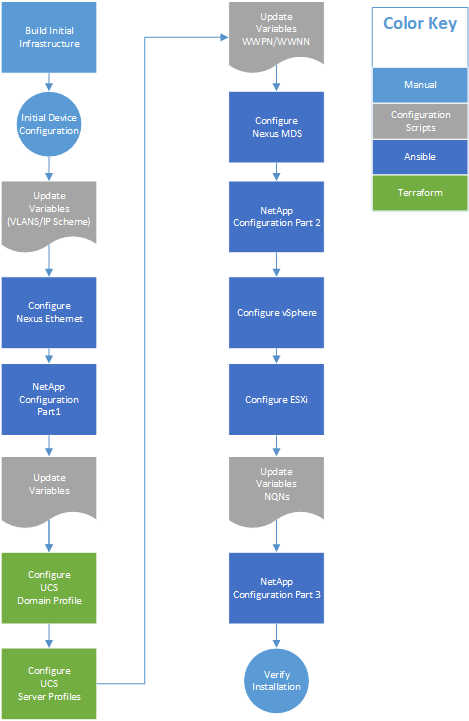 Build Initial
Infrastructure
Initial Device
Configuration
Update
Variables
(VLANS/IP Scheme)
Configure
Nexus Ethernet
NetApp
Configuration
Part1
Update
Variables
Configure
UCS
Domain Profile
Configure
UCS
Server Profiles
Update
Variables
WWPN/WWNN
Configure
Nexus MDS
NetApp
Configuration Part 2
Configure vSphere
Configure ESXi
Update
Variables
NQNs
NetApp
Configuration Part 3
Verify
Installation
Color Key
Manual
Configuration
Scripts
Ansible
Terraform